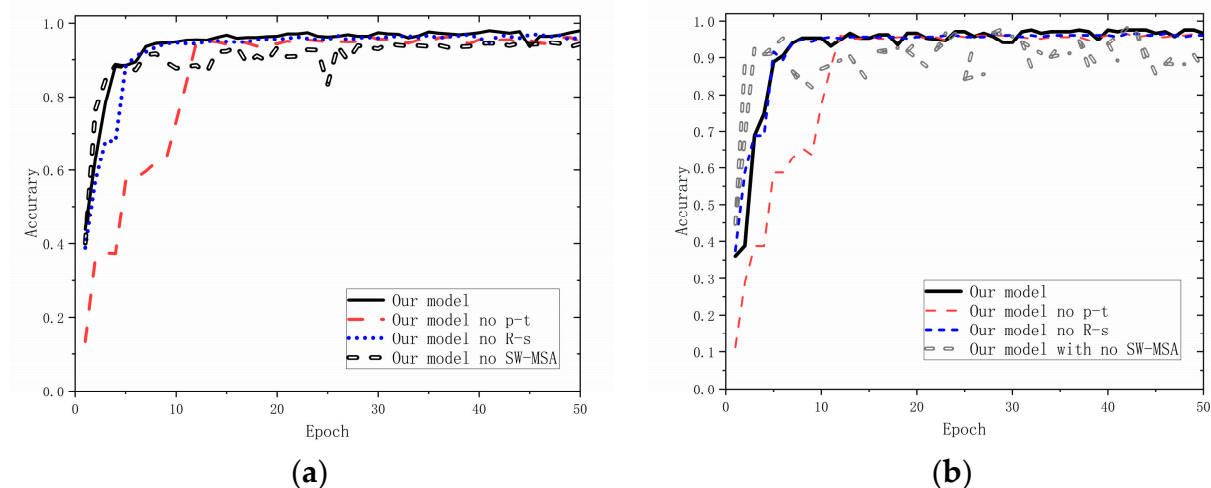 1.0
0.8
0.6
0.4
0.2
0.0
Accurary
0 10 20 30 40 50
Epoch
Our model
Our model no p-t
Our model no R-s
Our model no SW-MSA
(a)
1.0
0.9
0.8
0.7
0.6
0.5
0.4
0.3
0.2
0.1
0.0
Accurary
0 10 20 30 40 50
Epoch
Our model
Our model no p-t
Our model no R-s
Our model with no SW-MSA
(b)